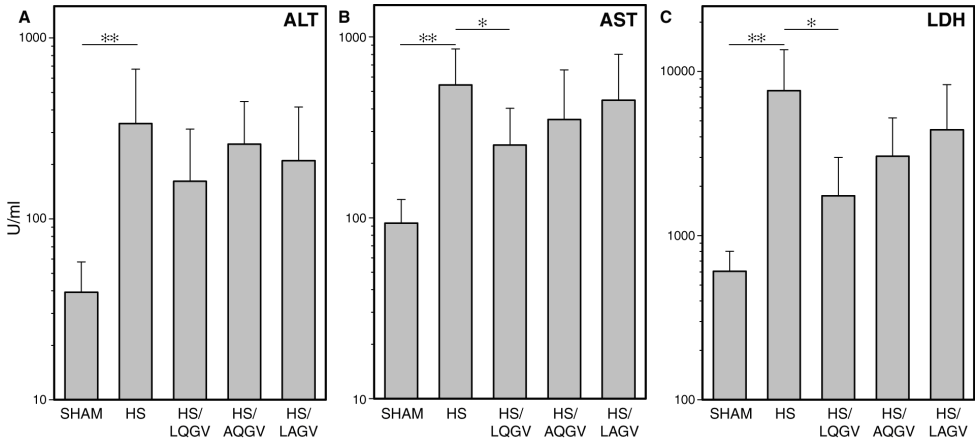 A ALT
U/ml
1000
100
10
**
SHAM HS HS/ HS/ HS/
LQGV AQGV LAGV
B AST
1000
100
10
** *
SHAM HS HS/ HS/ HS/
LQGV AQGV LAGV
C LDH
10000
1000
100
** *
SHAM HS HS/ HS/ HS/
LQGV AQGV LAGV